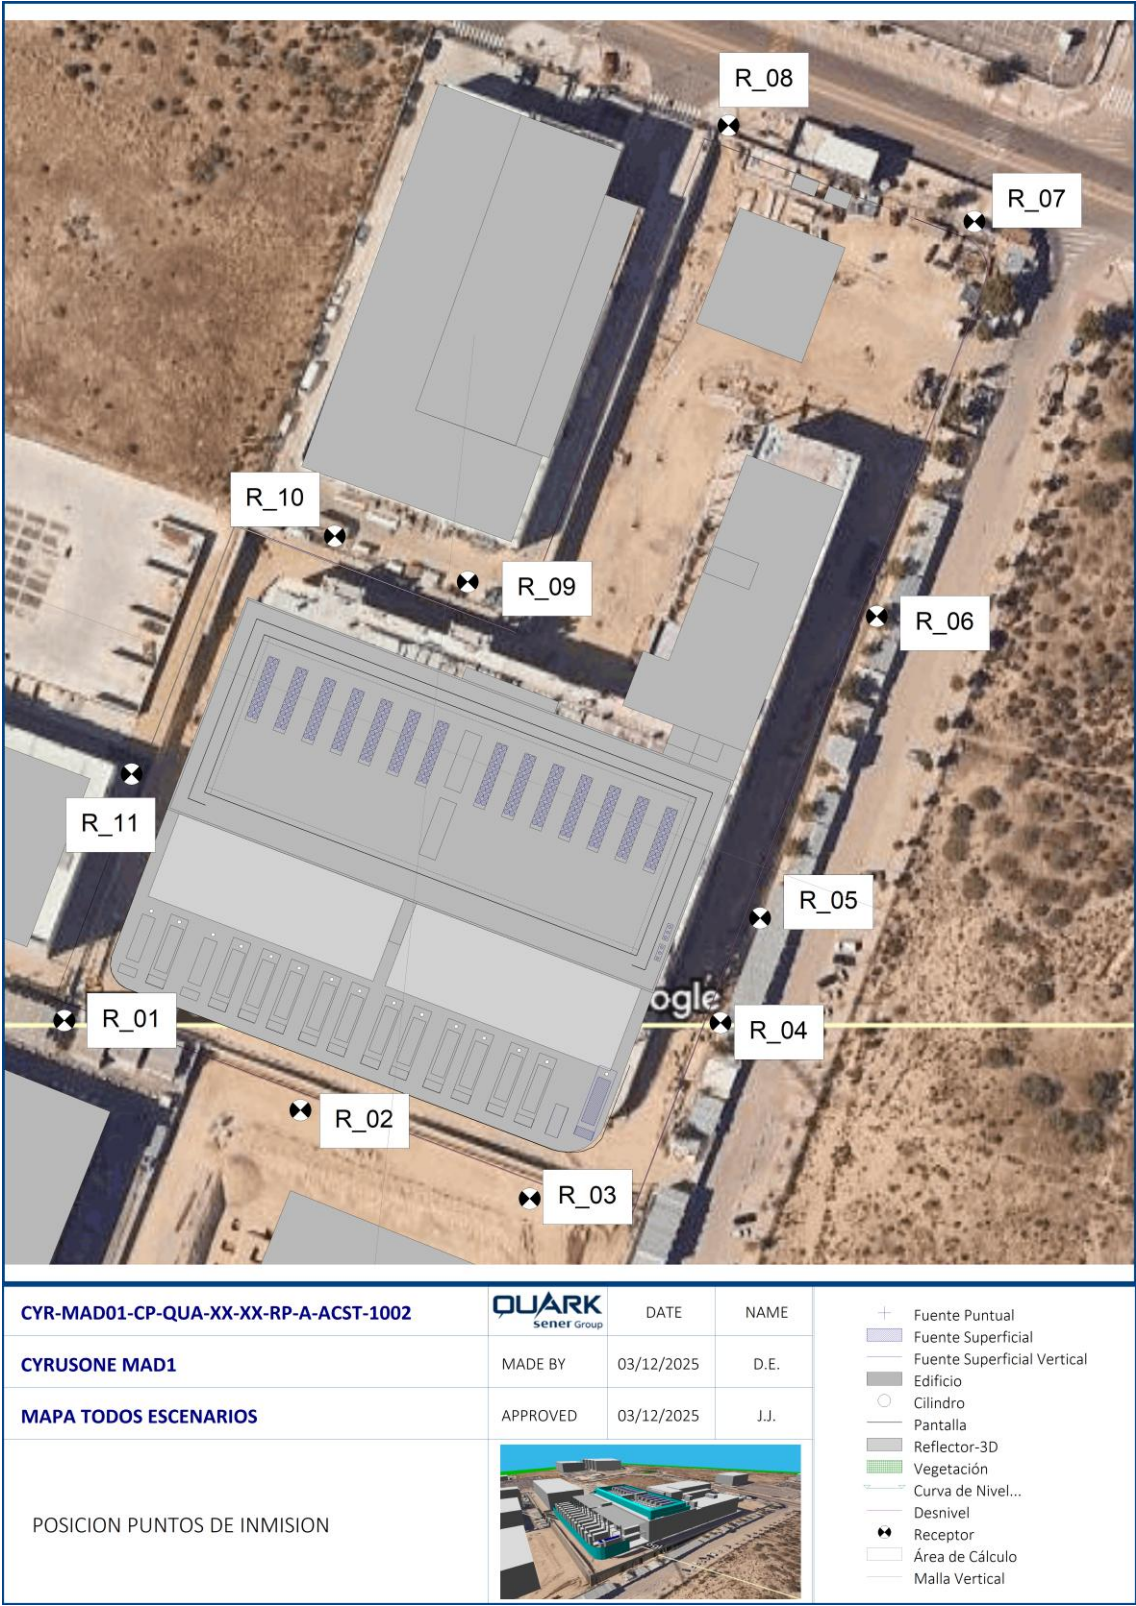 R_08
R_07
R_10
R_09
R_06
R_11
R_05
ogle
R_01
R_04
R_02
R_03
CYR-MAD01-CP-QUA-XX-XX-RP-A-ACST-1002
QUARK
sener Group
DATE
NAME
CYRUSONE MAD1
MADE BY
03/12/2025
D.E.
MAPA TODOS ESCENARIOS
APPROVED
03/12/2025
J.J.
POSICION PUNTOS DE INMISION
Fuente Puntual
Fuente Superficial
Fuente Superficial Vertical
Edificio
Cilindro
Pantalla
Reflector-3D
Vegetación
Curva de Nivel...
Desnivel
Receptor
Área de Cálculo
Malla Vertical